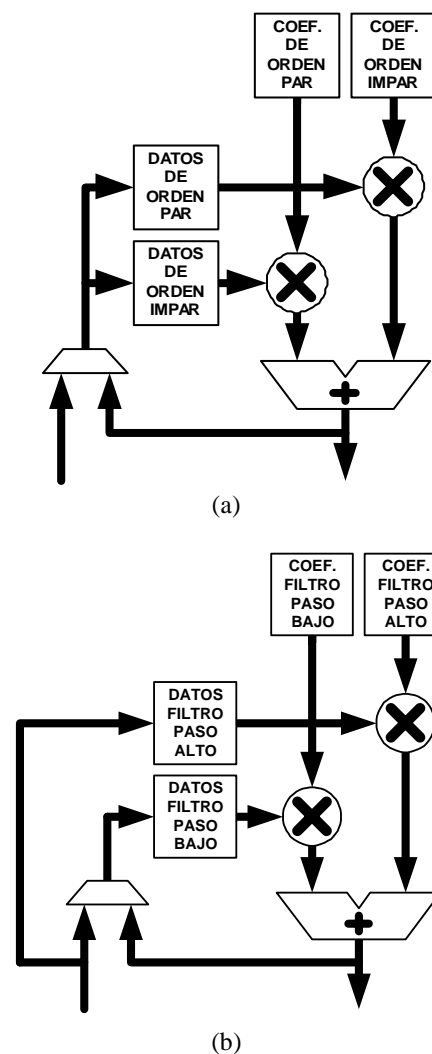 COEF.
DE
ORDEN
PAR
COEF.
DE
ORDEN
IMPAR
DATOS
DE
ORDEN
PAR
DATOS
DE
ORDEN
IMPAR
(a)
COEF.
FILTRO
PASO
BAJO
COEF.
FILTRO
PASO
ALTO
DATOS
FILTRO
PASO
ALTO
DATOS
FILTRO
PASO
BAJO
(b)